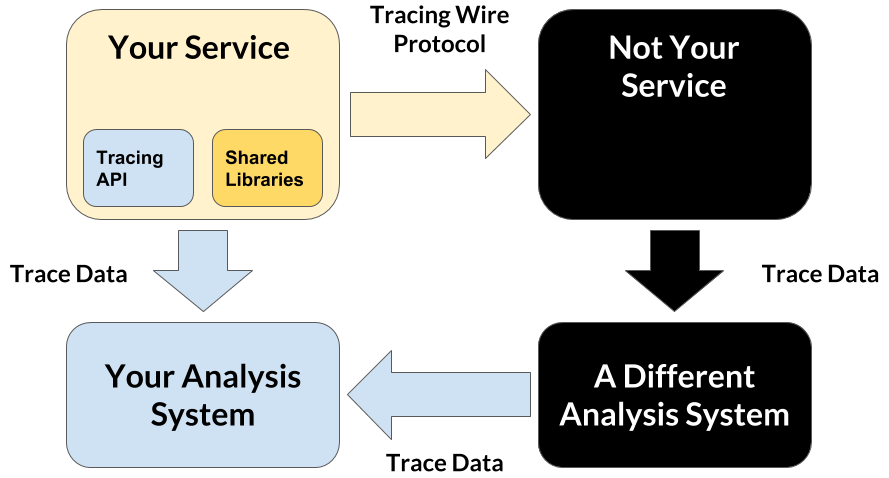 Your Service
Tracing Wire
Protocol
Not Your
Service
Tracing
API
Shared
Libraries
Trace Data
Trace Data
Your Analysis
System
A Different
Analysis System
Trace Data